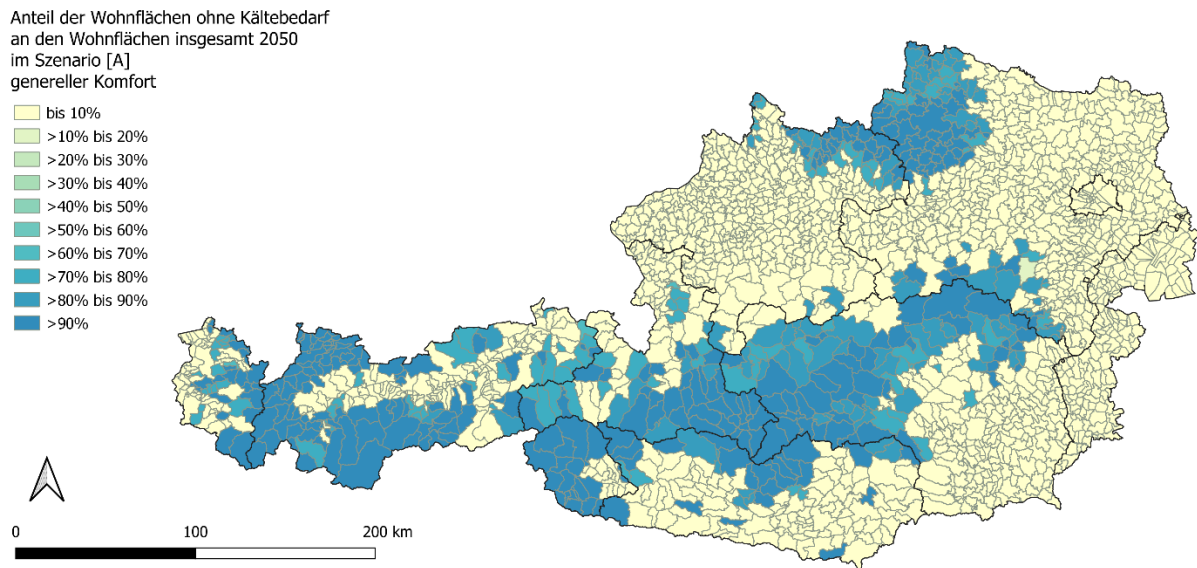 Anteil der Wohnflächen ohne Kältebedarf
an den Wohnflächen insgesamt 2050
im Szenario [A]
genereller Komfort
bis 10%
>10% bis 20%
>20% bis 30%
>30% bis 40%
>40% bis 50%
>50% bis 60%
>60% bis 70%
>70% bis 80%
>80% bis 90%
>90%
0 100 200 km